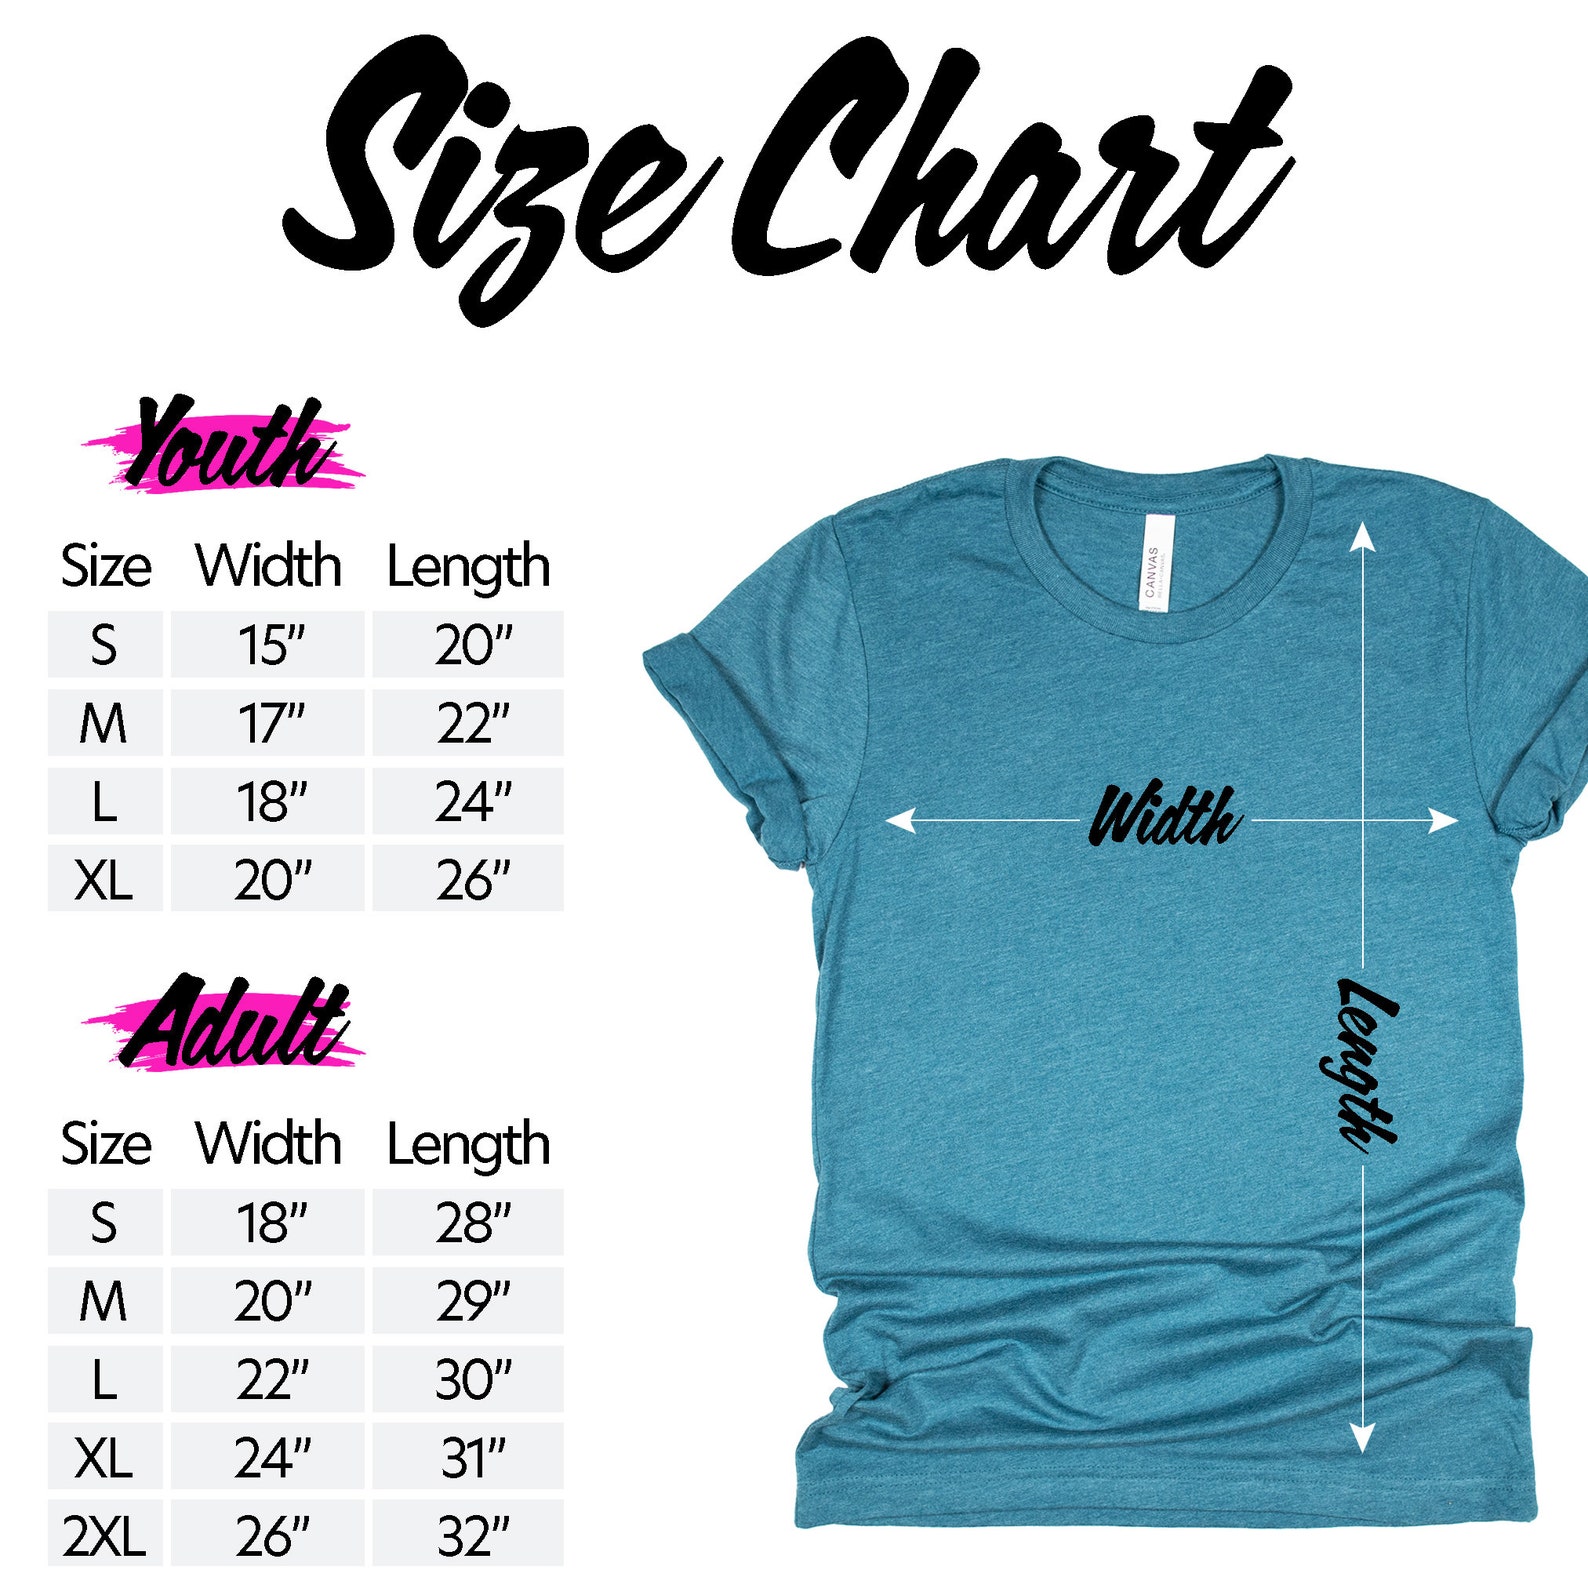 Size Chart
Youth
Size Width Length
S 15” 20”
M 17” 22”
L 18” 24”
XL 20” 26”
Adult
Size Width Length
S 18” 28”
M 20” 29”
L 22” 30”
XL 24” 31”
2XL 26” 32”
CANVAS
Width
Length